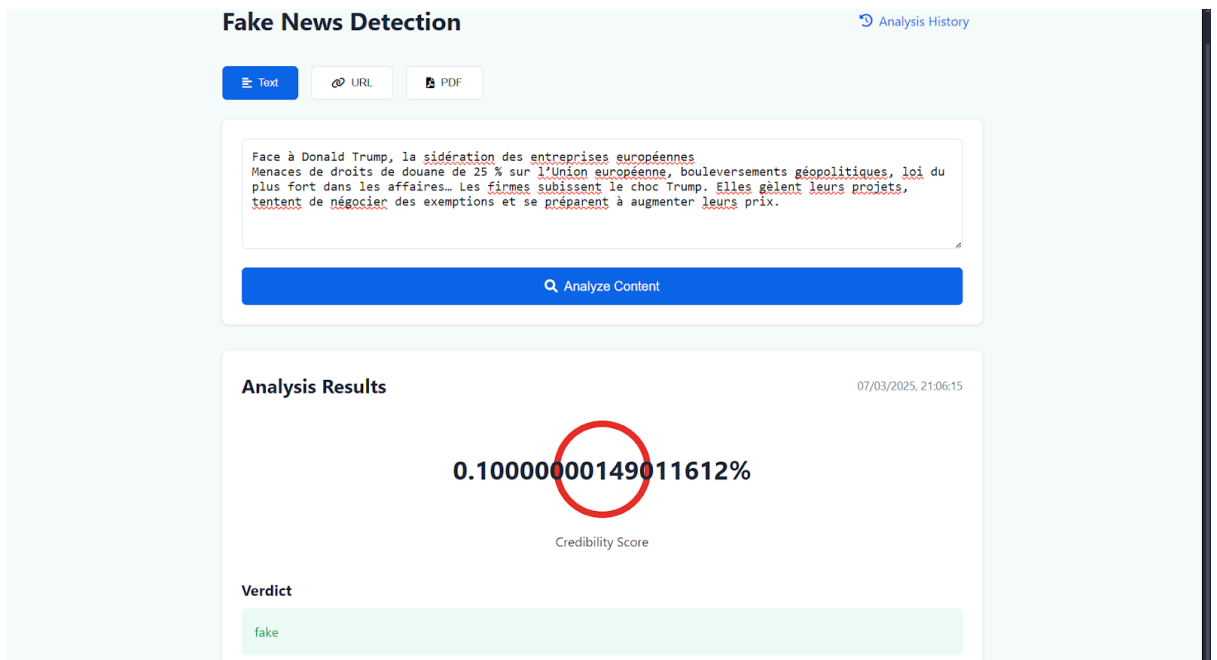 Fake News Detection
Analysis History
Text
URL
PDF
Face à Donald Trump, la sidération des entreprises européennes
Menaces de droits de douane de 25 % sur l’Union européenne, bouleversements géopolitiques, loi du
plus fort dans les affaires… Les firmes subissent le choc Trump. Elles gèlent leurs projets,
tentent de négocier des exemptions et se préparent à augmenter leurs prix.
Analyze Content
Analysis Results
07/03/2025, 21:06:15
0.10000000149011612%
Credibility Score
Verdict
fake